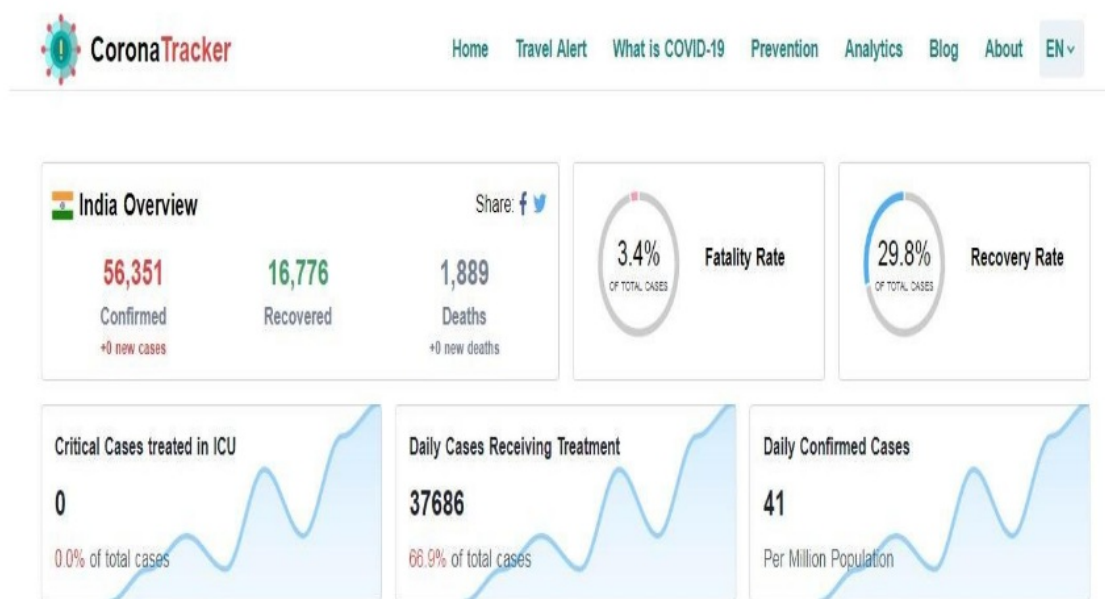 CoronaTracker
Home Travel Alert What is COVID-19 Prevention Analytics Blog About EN
India Overview
Share:
56,351
Confirmed
+0 new cases
16,776
Recovered
1,889
Deaths
+0 new deaths
3.4%
OF TOTAL CASES
Fatality Rate
29.8%
OF TOTAL CASES
Recovery Rate
Critical Cases treated in ICU
0
0.0% of total cases
Daily Cases Receiving Treatment
37686
66.9% of total cases
Daily Confirmed Cases
41
Per Million Population